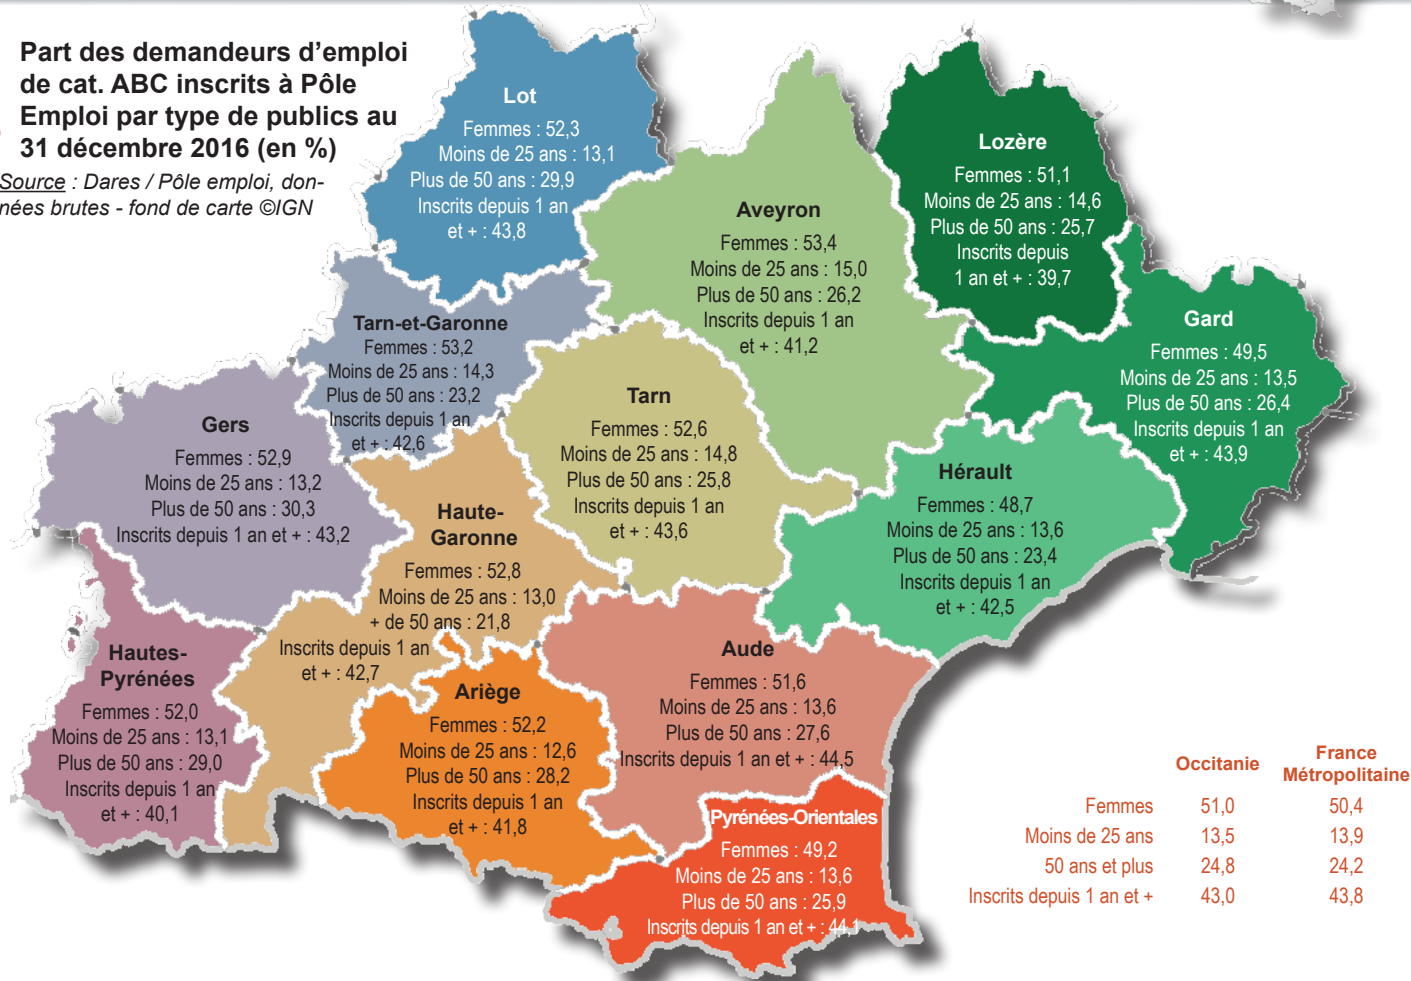 Part des demandeurs d’emploi
de cat. ABC inscrits à Pôle
Emploi par type de publics au
31 décembre 2016 (en %)
Source : Dares / Pôle emploi, don-
nées brutes - fond de carte ©IGN
Lot
Femmes : 52,3
Moins de 25 ans : 13,1
Plus de 50 ans : 29,9
Inscrits depuis 1 an
et + : 43,8
Aveyron
Femmes : 53,4
Moins de 25 ans : 15,0
Plus de 50 ans : 26,2
Inscrits depuis 1 an
et + : 41,2
Lozère
Femmes : 51,1
Moins de 25 ans : 14,6
Plus de 50 ans : 25,7
Inscrits depuis
1 an et + : 39,7
Tarn-et-Garonne
Femmes : 53,2
Moins de 25 ans : 14,3
Plus de 50 ans : 23,2
Inscrits depuis 1 an
et + : 42,6
Gard
Femmes : 49,5
Moins de 25 ans : 13,5
Plus de 50 ans : 26,4
Inscrits depuis 1 an
et + : 43,9
Gers
Femmes : 52,9
Moins de 25 ans : 13,2
Plus de 50 ans : 30,3
Inscrits depuis 1 an et + : 43,2
Tarn
Femmes : 52,6
Moins de 25 ans : 14,8
Plus de 50 ans : 25,8
Inscrits depuis 1 an
et + : 43,6
Hérault
Femmes : 48,7
Moins de 25 ans : 13,6
Plus de 50 ans : 23,4
Inscrits depuis 1 an
et + : 42,5
Haute-
Garonne
Femmes : 52,8
Moins de 25 ans : 13,0
+ de 50 ans : 21,8
Inscrits depuis 1 an
et + : 42,7
Hautes-
Pyrénées
Femmes : 52,0
Moins de 25 ans : 13,1
Plus de 50 ans : 29,0
Inscrits depuis 1 an
et + : 40,1
Ariège
Femmes : 52,2
Moins de 25 ans : 12,6
Plus de 50 ans : 28,2
Inscrits depuis 1 an
et + : 41,8
Aude
Femmes : 51,6
Moins de 25 ans : 13,6
Plus de 50 ans : 27,6
Inscrits depuis 1 an et + : 44,5
Pyrénées-Orientales
Femmes : 49,2
Moins de 25 ans : 13,6
Plus de 50 ans : 25,9
Inscrits depuis 1 an et + : 44,1
Occitanie France
Métropolitaine
Femmes 51,0 50,4
Moins de 25 ans 13,5 13,9
50 ans et plus 24,8 24,2
Inscrits depuis 1 an et + 43,0 43,8